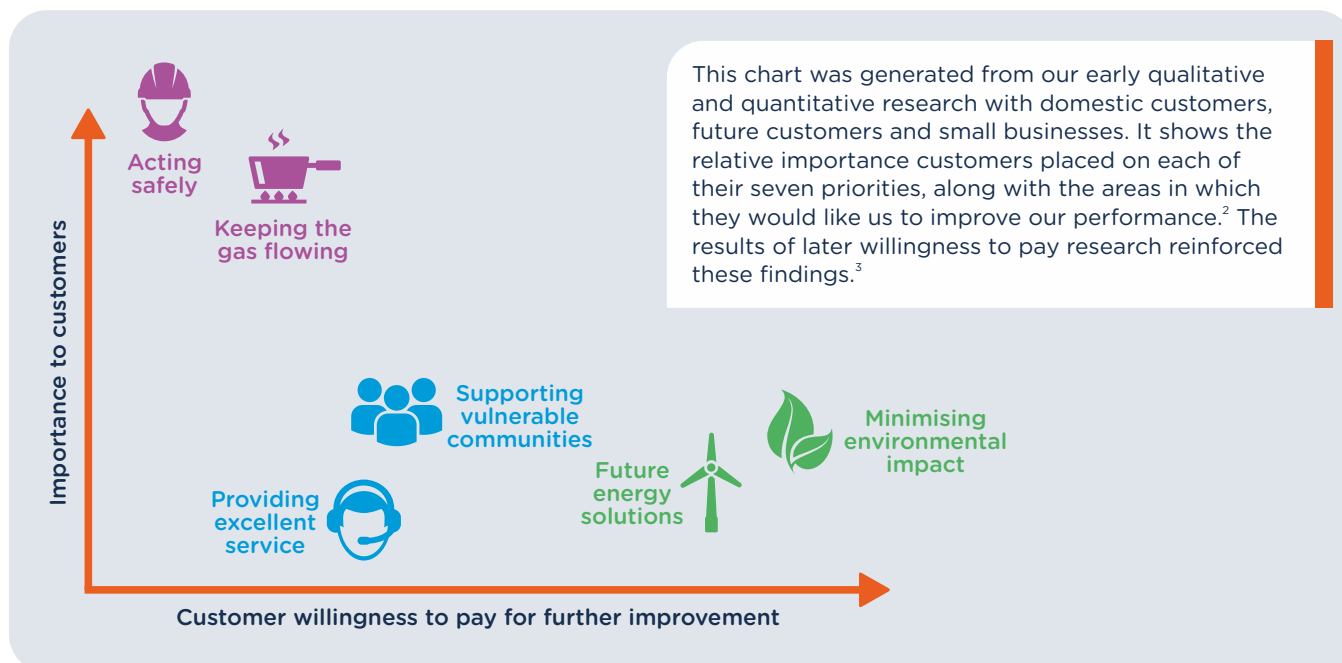 This chart was generated from our early qualitative
and quantitative research with domestic customers,
future customers and small businesses. It shows the
relative importance customers placed on each of
their seven priorities, along with the areas in which
they would like us to improve our performance.² The
results of later willingness to pay research reinforced
these findings.³
Importance to customers
Acting
safely
Keeping the
gas flowing
Supporting
vulnerable
communities
Minimising
environmental
impact
Future
energy
solutions
Providing
excellent
service
Customer willingness to pay for further improvement